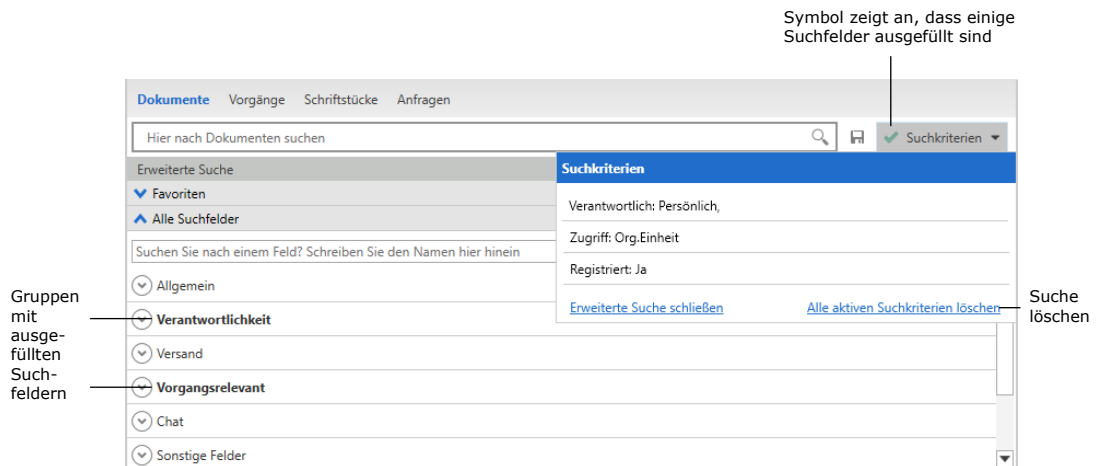 Symbol zeigt an, dass einige
Suchfelder ausgefüllt sind
Dokumente Vorgänge Schriftstücke Anfragen
Hier nach Dokumenten suchen
Suchkriterien
Erweiterte Suche
Favoriten
Alle Suchfelder
Suchen Sie nach einem Feld? Schreiben Sie den Namen hier hinein
Suchkriterien
Verantwortlich: Persönlich,
Zugriff: Org.Einheit
Registriert: Ja
Erweiterte Suche schließen Alle aktiven Suchkriterien löschen
Suche
löschen
Gruppen
mit
ausge-
füllten
Such-
feldern
Allgemein
Verantwortlichkeit
Versand
Vorgangsrelevant
Chat
Sonstige Felder